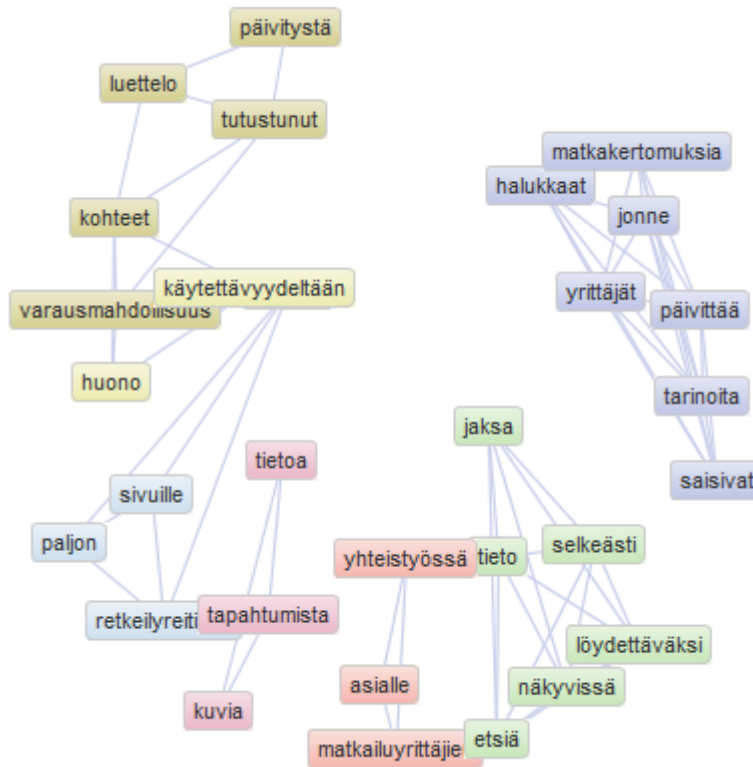 päivitystä
luettelo
tutustunut
matkakertomuksia
halukkaat
jonne
kohteet
käytettävyydeltään
yrittäjät
varausmahdollisuus
päivittää
huono
tarinoita
jaksa
tietoa
saisivat
sivuille
paljon
selkeästi
yhteistyössä
tieto
retkeilyreiti
tapahtumista
löydettäväksi
asialle
näkyvissä
kuvia
etsiä
matkailuyrittäjie